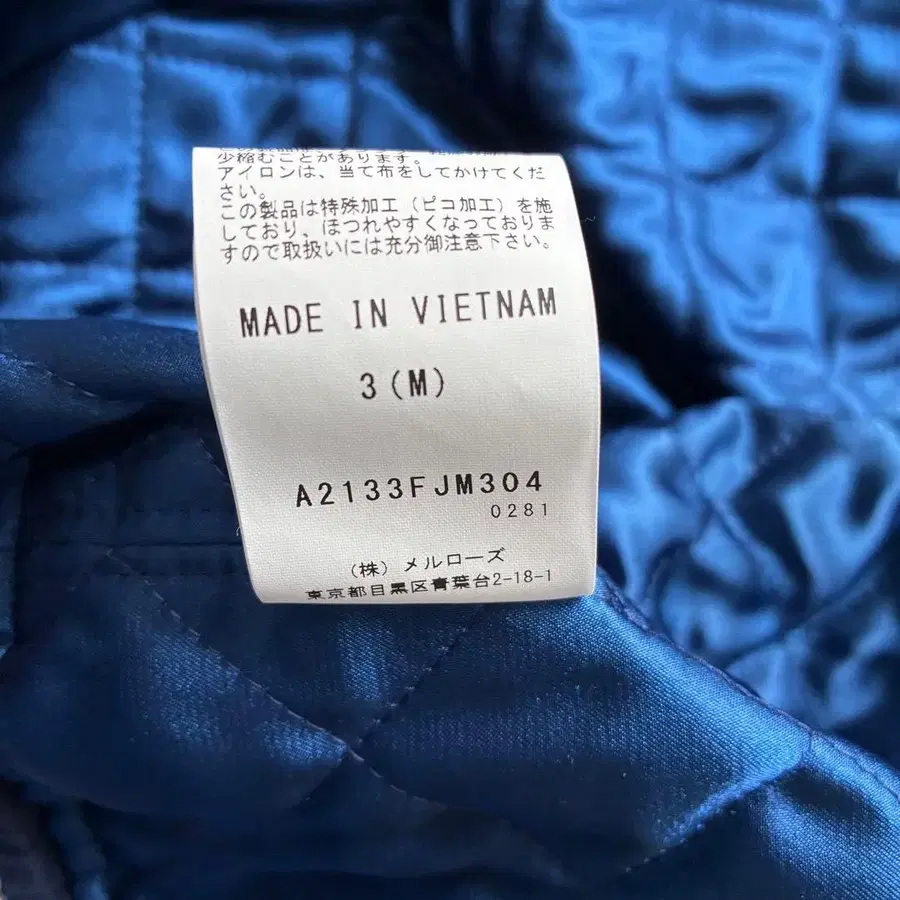 少縮むことがあります。
アイロンは、当て布をしてかけてくだ
さい。
この製品は特殊加工（ピコ加工）を施
しており、ほつれやすくなっておりま
すので取扱いには充分御注意下さい。
MADE IN VIETNAM
3(M)
A2133FJM304
0281
（株）メルローズ
東京都目黒区青葉台2-18-1